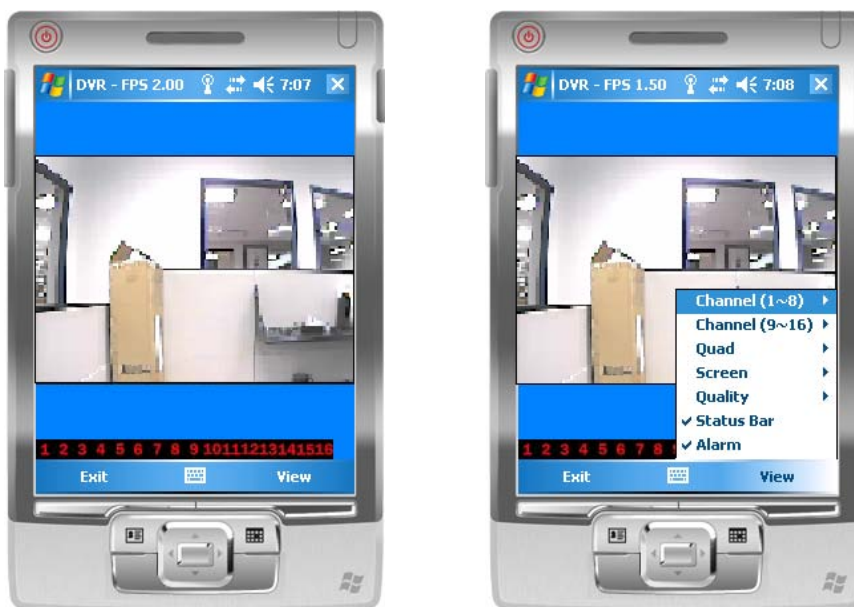 DVR - FPS 2.00 7:07
1 2 3 4 5 6 7 8 9 10 11 12 13 14 15 16
Exit View
DVR - FPS 1.50 7:08
Channel (1~8)
Channel (9~16)
Quad
Screen
Quality
Status Bar
Alarm
1 2 3 4 5 6 7 8
Exit View